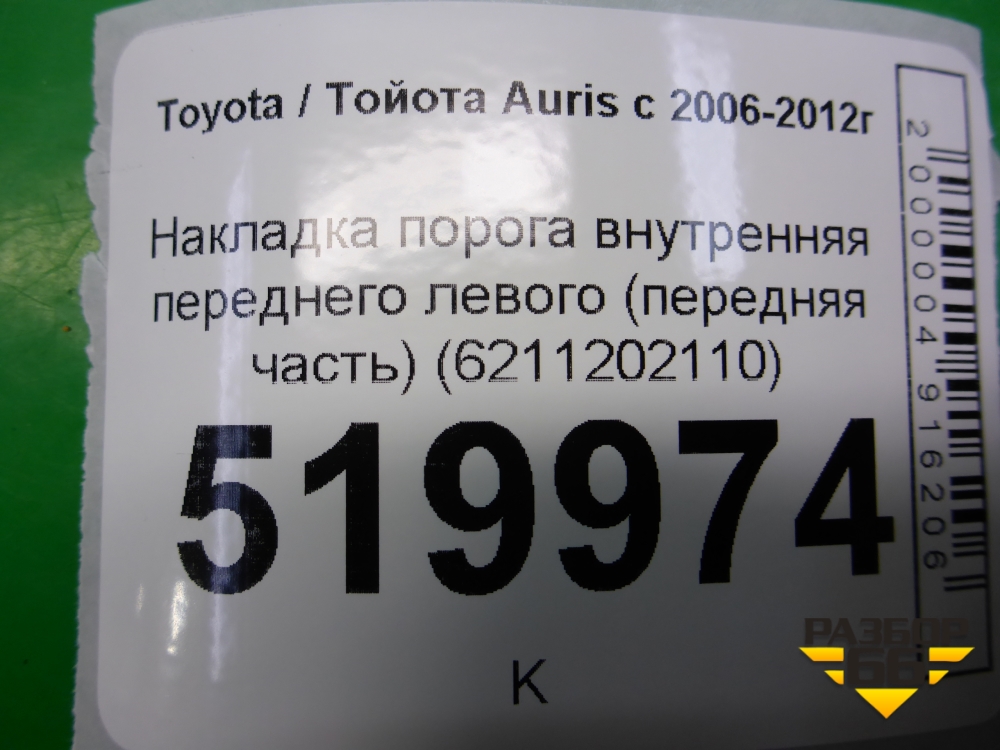 Toyota / Тойота Auris с 2006-2012г
Накладка порога внутренняя
переднего левого (передняя
часть) (6211202110)
519974
К
2000004916206
РАЗБОР
66